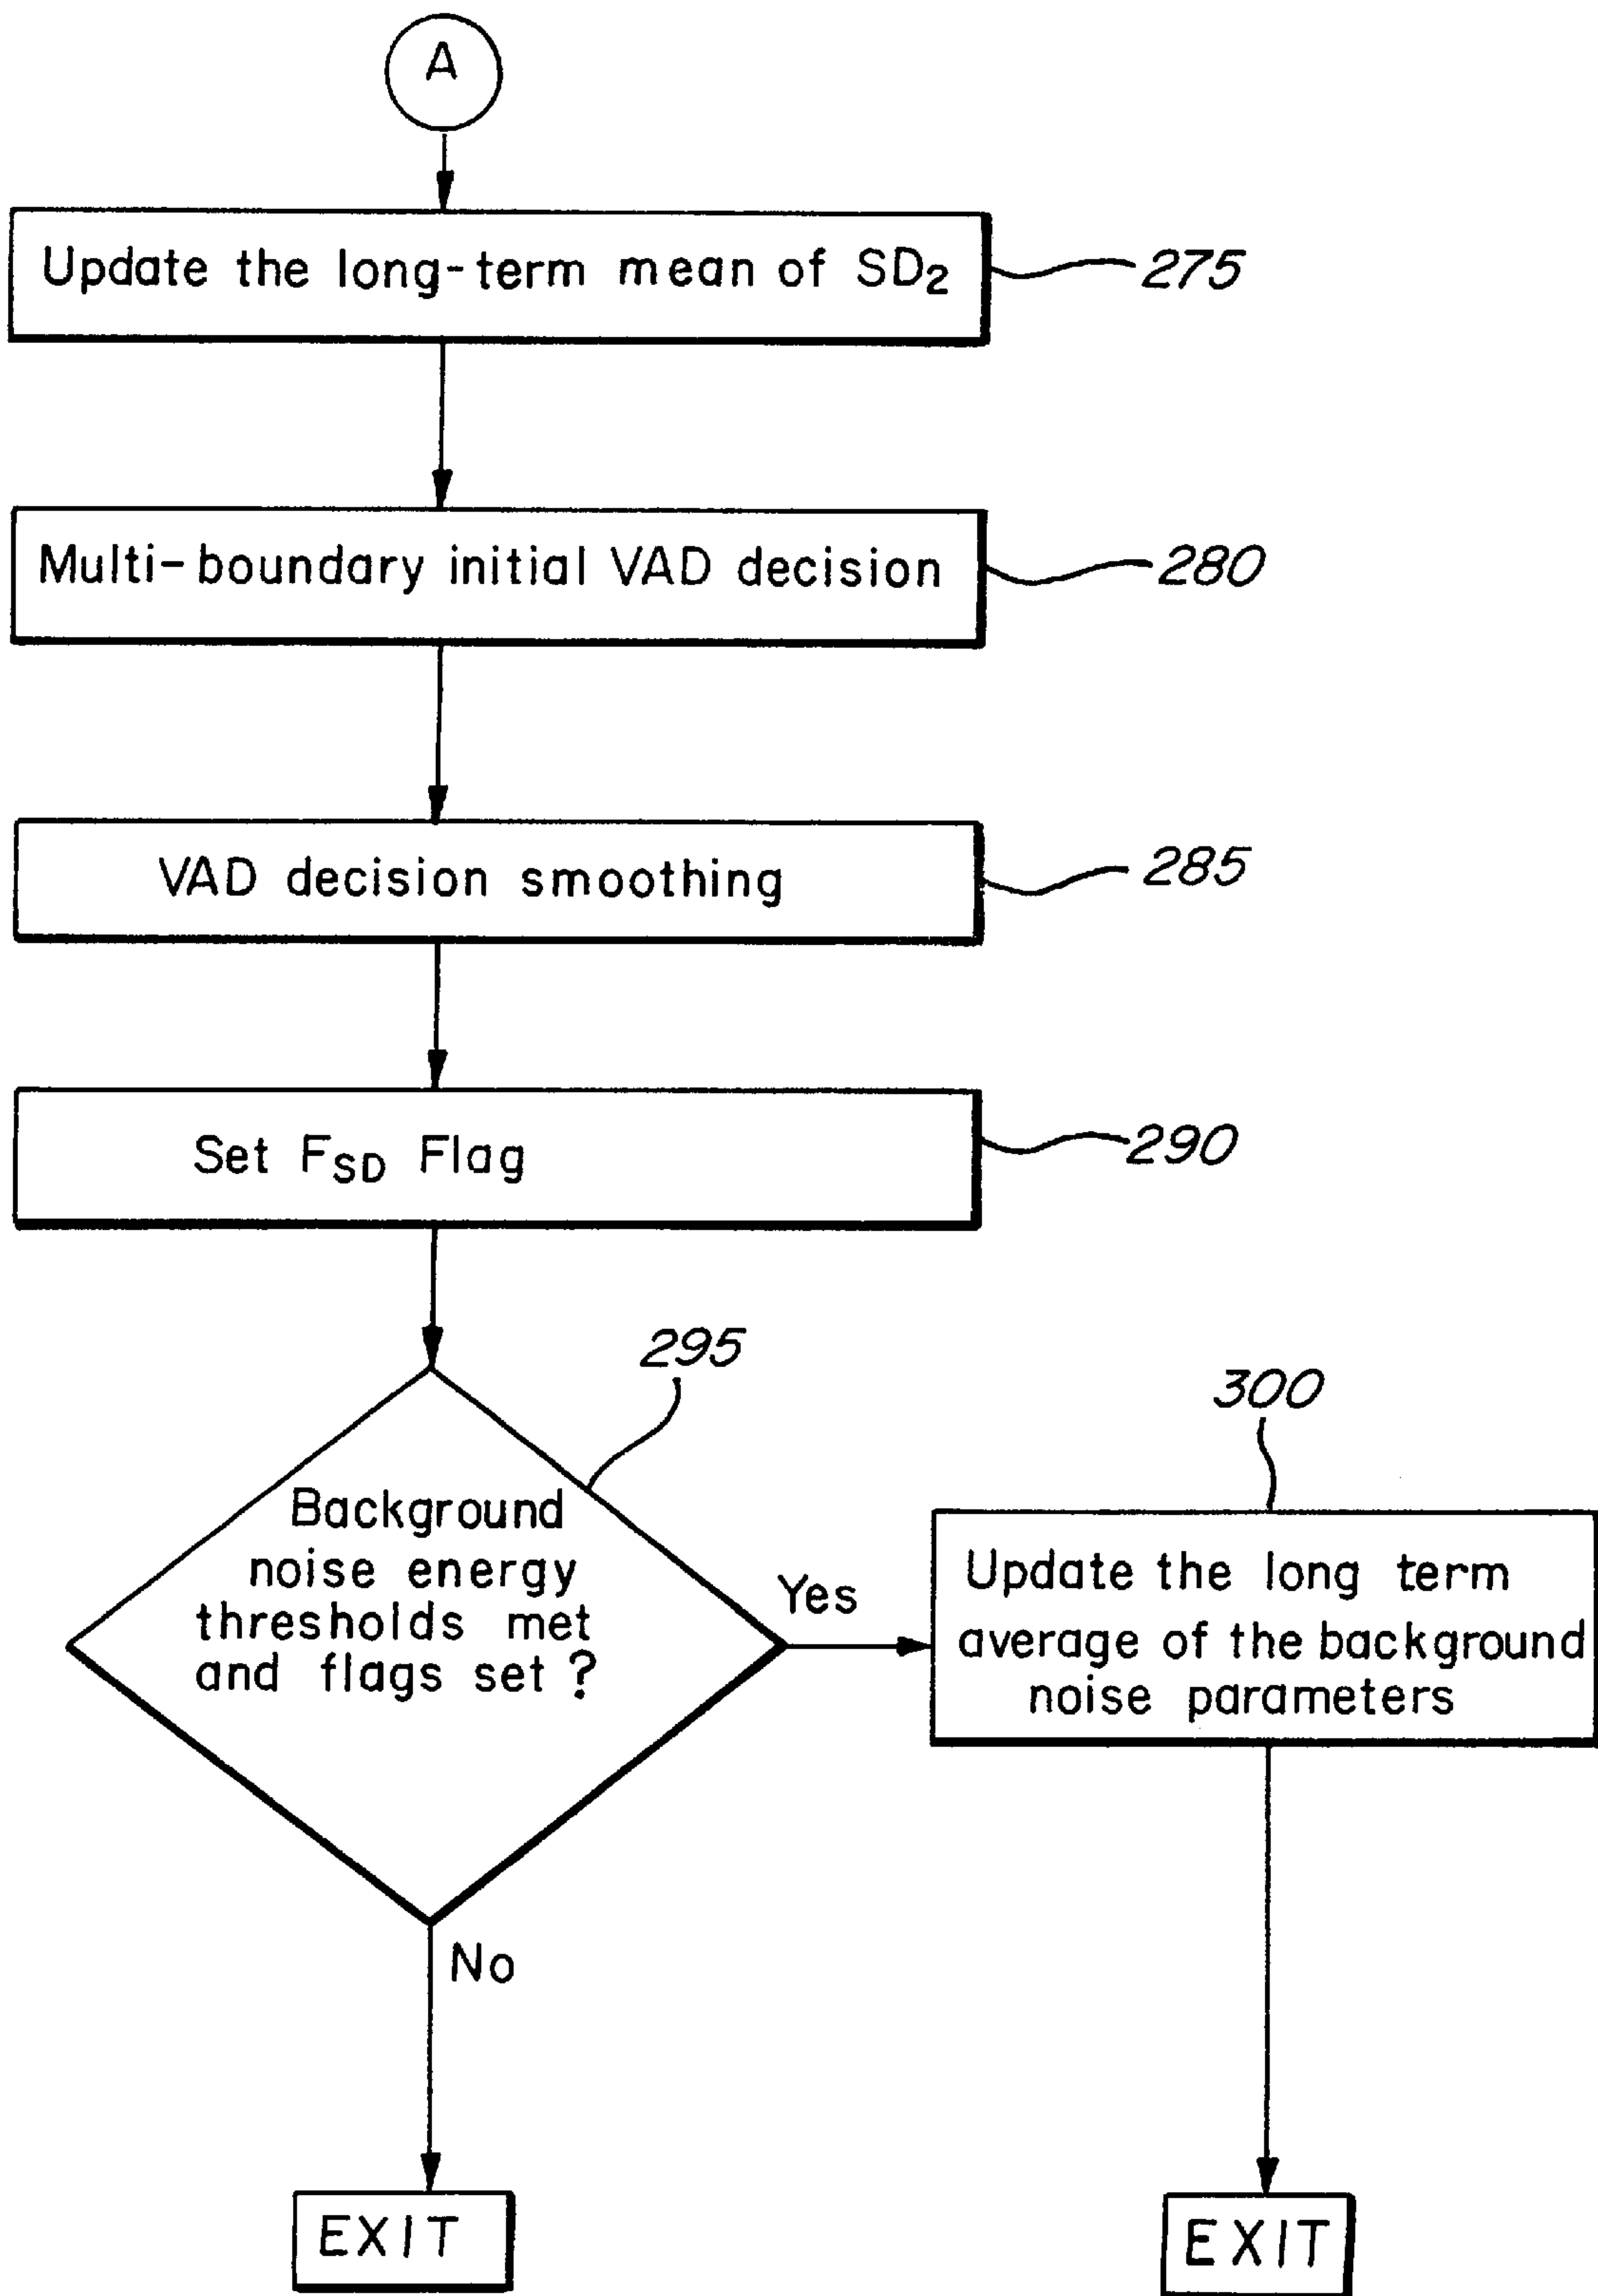 A
Update the long-term mean of SD₂
275
Multi-boundary initial VAD decision
280
VAD decision smoothing
285
Set F_SD Flag
290
295
300
Background
noise energy
thresholds met
and flags set ?
Yes
Update the long term
average of the background
noise parameters
No
EXIT
EXIT